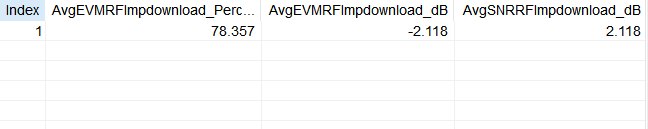 Index AvgEVMRFImpdownload_Perc... AvgEVMRFImpdownload_dB AvgSNRRFImpdownload_dB
1 78.357 -2.118 2.118